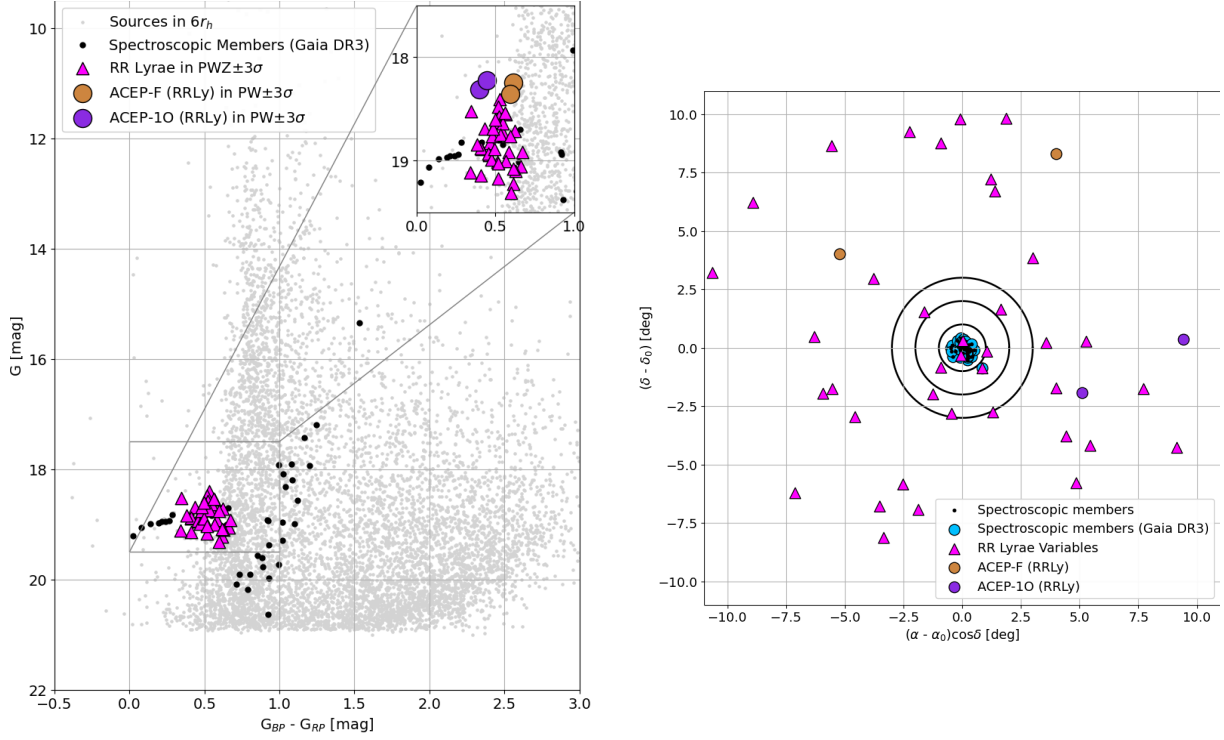 10
12
14
16
18
20
22
G [mag]
−0.5
0.0
0.5
1.0
1.5
2.0
2.5
3.0
G_BP - G_RP [mag]
Sources in 6r_h
Spectroscopic Members (Gaia DR3)
RR Lyrae in PWZ±3σ
ACEP-F (RRLy) in PW±3σ
ACEP-1O (RRLy) in PW±3σ
18
19
0.0
0.5
1.0
10.0
7.5
5.0
2.5
0.0
−2.5
−5.0
−7.5
−10.0
(δ - δ₀) [deg]
−10.0
−7.5
−5.0
−2.5
0.0
2.5
5.0
7.5
10.0
(α - α₀)cosδ [deg]
Spectroscopic members
Spectroscopic members (Gaia DR3)
RR Lyrae Variables
ACEP-F (RRLy)
ACEP-1O (RRLy)